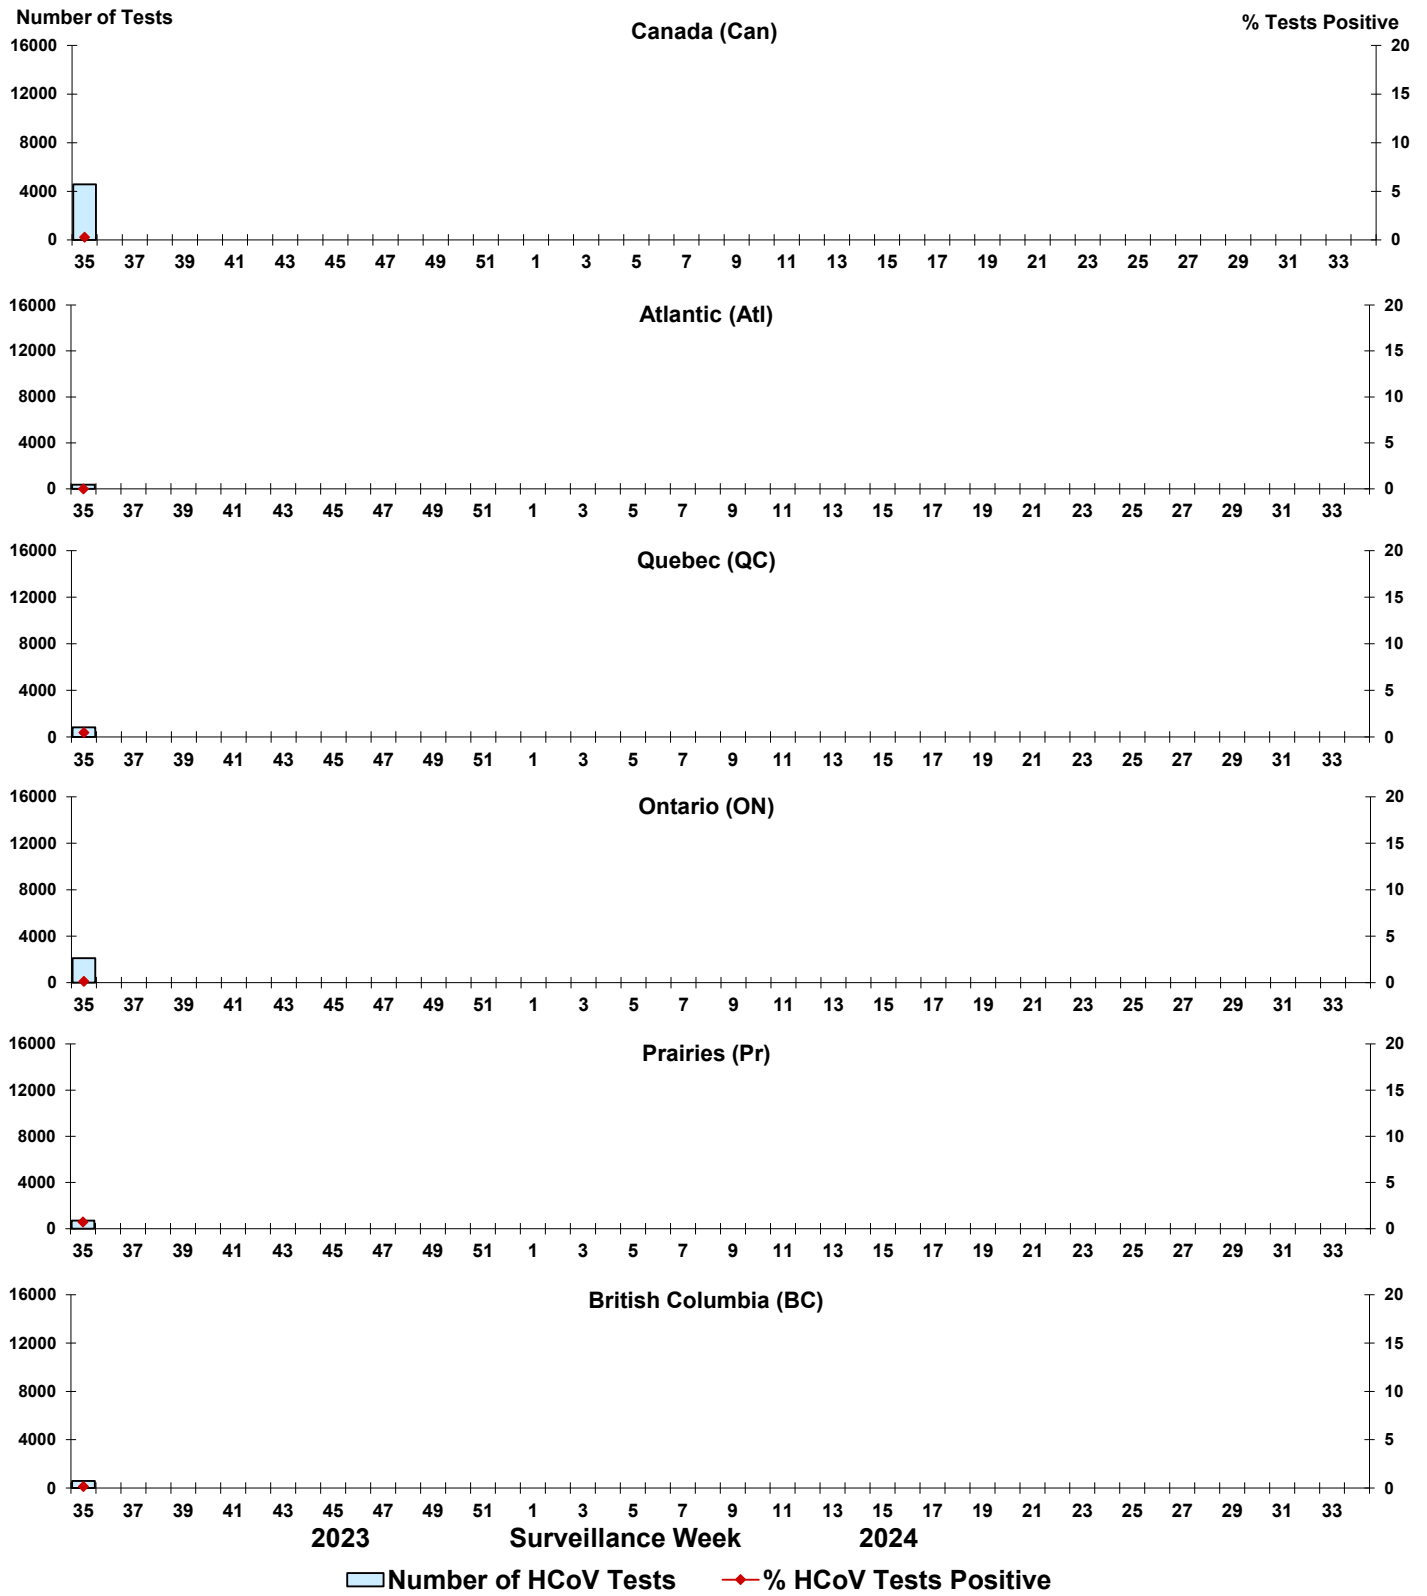 Number of Tests
Canada (Can)
% Tests Positive
16000 20
12000 15
8000 10
4000 5
0 0
35 37 39 41 43 45 47 49 51 1 3 5 7 9 11 13 15 17 19 21 23 25 27 29 31 33
Atlantic (Atl)
16000 20
12000 15
8000 10
4000 5
0 0
35 37 39 41 43 45 47 49 51 1 3 5 7 9 11 13 15 17 19 21 23 25 27 29 31 33
Quebec (QC)
16000 20
12000 15
8000 10
4000 5
0 0
35 37 39 41 43 45 47 49 51 1 3 5 7 9 11 13 15 17 19 21 23 25 27 29 31 33
Ontario (ON)
16000 20
12000 15
8000 10
4000 5
0 0
35 37 39 41 43 45 47 49 51 1 3 5 7 9 11 13 15 17 19 21 23 25 27 29 31 33
Prairies (Pr)
16000 20
12000 15
8000 10
4000 5
0 0
35 37 39 41 43 45 47 49 51 1 3 5 7 9 11 13 15 17 19 21 23 25 27 29 31 33
British Columbia (BC)
16000 20
12000 15
8000 10
4000 5
0 0
35 37 39 41 43 45 47 49 51 1 3 5 7 9 11 13 15 17 19 21 23 25 27 29 31 33
2023 Surveillance Week 2024
Number of HCoV Tests % HCoV Tests Positive